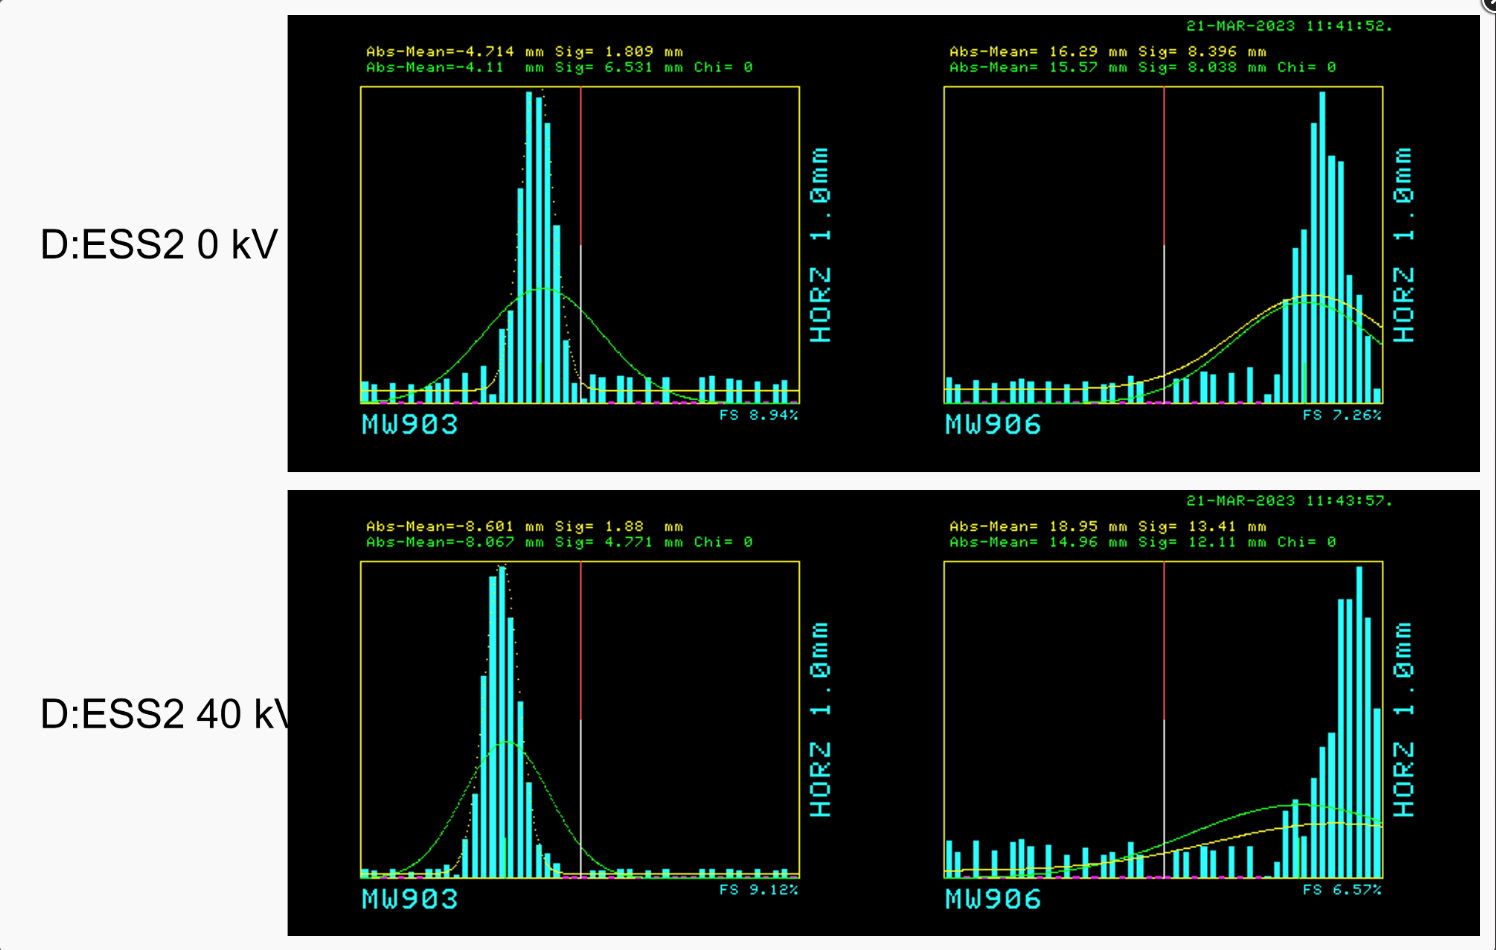 D:ESS2 0 kV
21-MAR-2023 11:41:52.
Abs-Mean=-4.714 mm Sig= 1.809 mm
Abs-Mean=-4.11 mm Sig= 6.531 mm Chi= 0
HORZ 1.0mm
MW903
FS 8.94%
Abs-Mean= 16.29 mm Sig= 8.396 mm
Abs-Mean= 15.57 mm Sig= 8.038 mm Chi= 0
HORZ 1.0mm
MW906
FS 7.26%
D:ESS2 40 kV
21-MAR-2023 11:43:57.
Abs-Mean=-8.601 mm Sig= 1.88 mm
Abs-Mean=-8.067 mm Sig= 4.771 mm Chi= 0
HORZ 1.0mm
MW903
FS 9.12%
Abs-Mean= 18.95 mm Sig= 13.41 mm
Abs-Mean= 14.96 mm Sig= 12.11 mm Chi= 0
HORZ 1.0mm
MW906
FS 6.57%